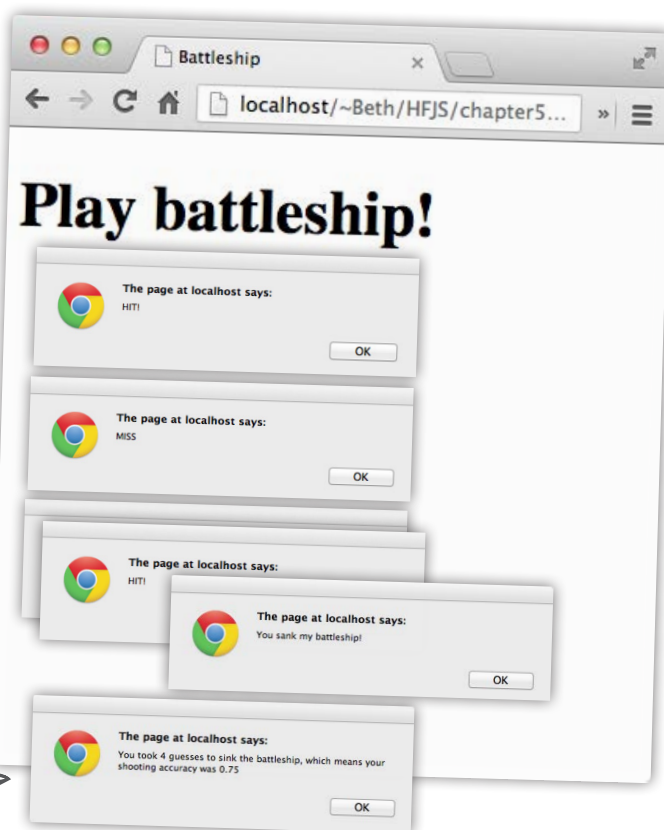 Battleship
localhost/~Beth/HFJS/chapter5...
»
Play battleship!
The page at localhost says:
HIT!
OK
The page at localhost says:
MISS
OK
The page at localhost says:
HIT!
The page at localhost says:
You sank my battleship!
OK
The page at localhost says:
You took 4 guesses to sink the battleship, which means your
shooting accuracy was 0.75
OK